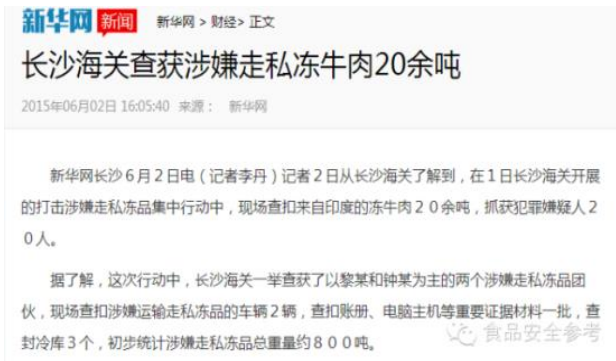 新华网 新闻 新华网 > 财经> 正文
长沙海关查获涉嫌走私冻牛肉20余吨
2015年06月02日 16:05:40 来源： 新华网
新华网长沙６月２日电（记者李丹）记者２日从长沙海关了解到，在１日长沙海关开展
的打击涉嫌走私冻品集中行动中，现场查扣来自印度的冻牛肉２０余吨，抓获犯罪嫌疑人２
０人。
据了解，这次行动中，长沙海关一举查获了以黎某和钟某为主的两个涉嫌走私冻品团
伙，现场查扣涉嫌运输走私冻品的车辆２辆，查扣账册、电脑主机等重要证据材料一批，查
封冷库３个，初步统计涉嫌走私冻品总重量约８００吨。
食品安全参考